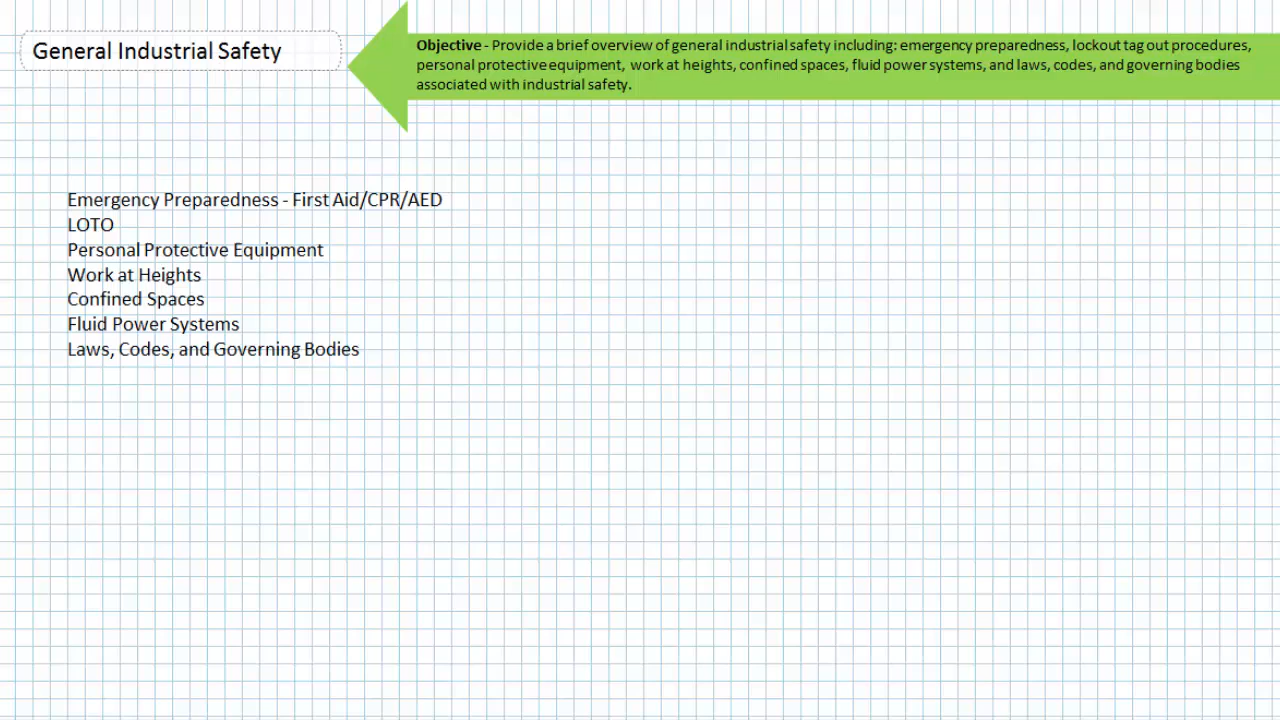 General Industrial Safety
Objective - Provide a brief overview of general industrial safety including: emergency preparedness, lockout tag out procedures,
personal protective equipment, work at heights, confined spaces, fluid power systems, and laws, codes, and governing bodies
associated with industrial safety.
Emergency Preparedness - First Aid/CPR/AED
LOTO
Personal Protective Equipment
Work at Heights
Confined Spaces
Fluid Power Systems
Laws, Codes, and Governing Bodies